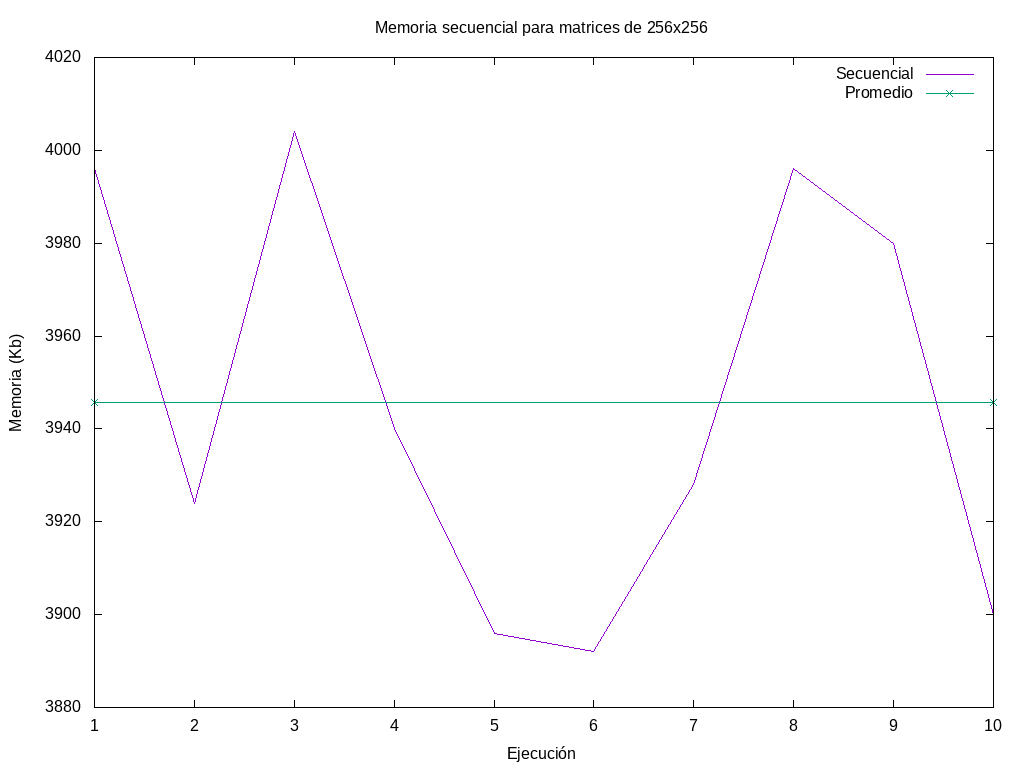 Memoria secuencial para matrices de 256x256
Secuencial
Promedio
4020
4000
3980
3960
3940
3920
3900
3880
Memoria (Kb)
1 2 3 4 5 6 7 8 9 10
Ejecución